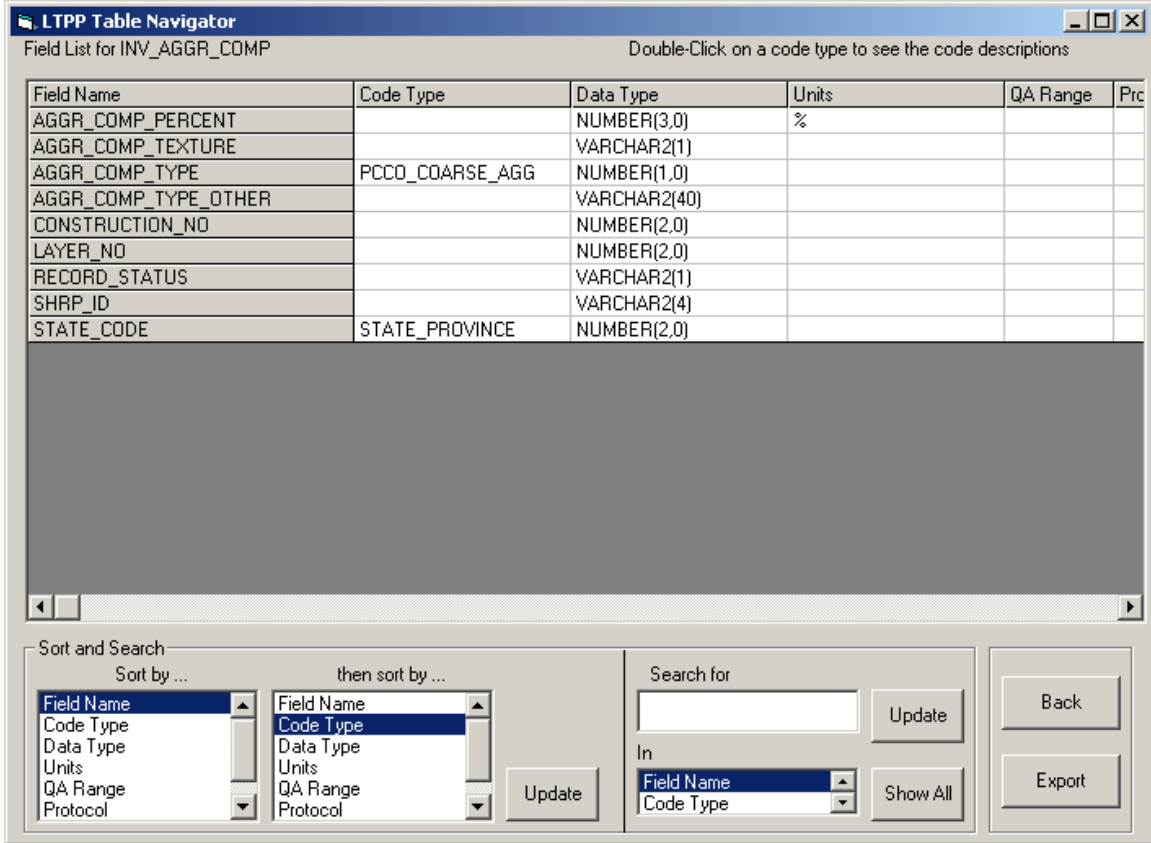 LTPP Table Navigator
Field List for INV_AGGR_COMP Double-Click on a code type to see the code descriptions
Field Name Code Type Data Type Units QA Range Prc
AGGR_COMP_PERCENT NUMBER(3,0) %
AGGR_COMP_TEXTURE VARCHAR2(1)
AGGR_COMP_TYPE PCCO_COARSE_AGG NUMBER(1,0)
AGGR_COMP_TYPE_OTHER VARCHAR2(40)
CONSTRUCTION_NO NUMBER(2,0)
LAYER_NO NUMBER(2,0)
RECORD_STATUS VARCHAR2(1)
SHRP_ID VARCHAR2(4)
STATE_CODE STATE_PROVINCE NUMBER(2,0)
Sort and Search
Sort by ...
Field Name
Code Type
Data Type
Units
QA Range
Protocol
then sort by ...
Field Name
Code Type
Data Type
Units
QA Range
Protocol
Update
Search for
Update
In
Field Name
Code Type
Show All
Back
Export